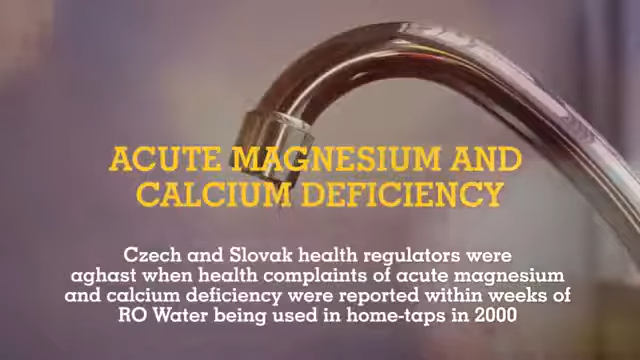 ACUTE MAGNESIUM AND
CALCIUM DEFICIENCY
Czech and Slovak health regulators were
aghast when health complaints of acute magnesium
and calcium deficiency were reported within weeks of
RO Water being used in home-taps in 2000